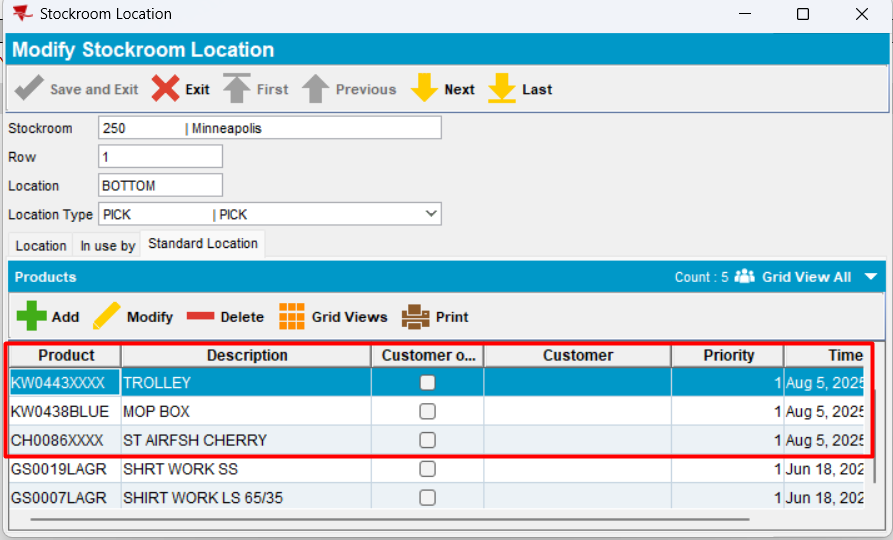 Stockroom Location
Modify Stockroom Location
Save and Exit Exit First Previous Next Last
Stockroom 250 | Minneapolis
Row 1
Location BOTTOM
Location Type PICK | PICK
Location In use by Standard Location
Products Count : 5 Grid View All
Add Modify Delete Grid Views Print
Product Description Customer o... Customer Priority Time
KW0443XXXX TROLLEY 1 Aug 5, 2025
KW0438BLUE MOP BOX 1 Aug 5, 2025
CH0086XXXX ST AIRFSH CHERRY 1 Aug 5, 2025
GS0019LAGR SHRT WORK SS 1 Jun 18, 202
GS0007LAGR SHIRT WORK LS 65/35 1 Jun 18, 202